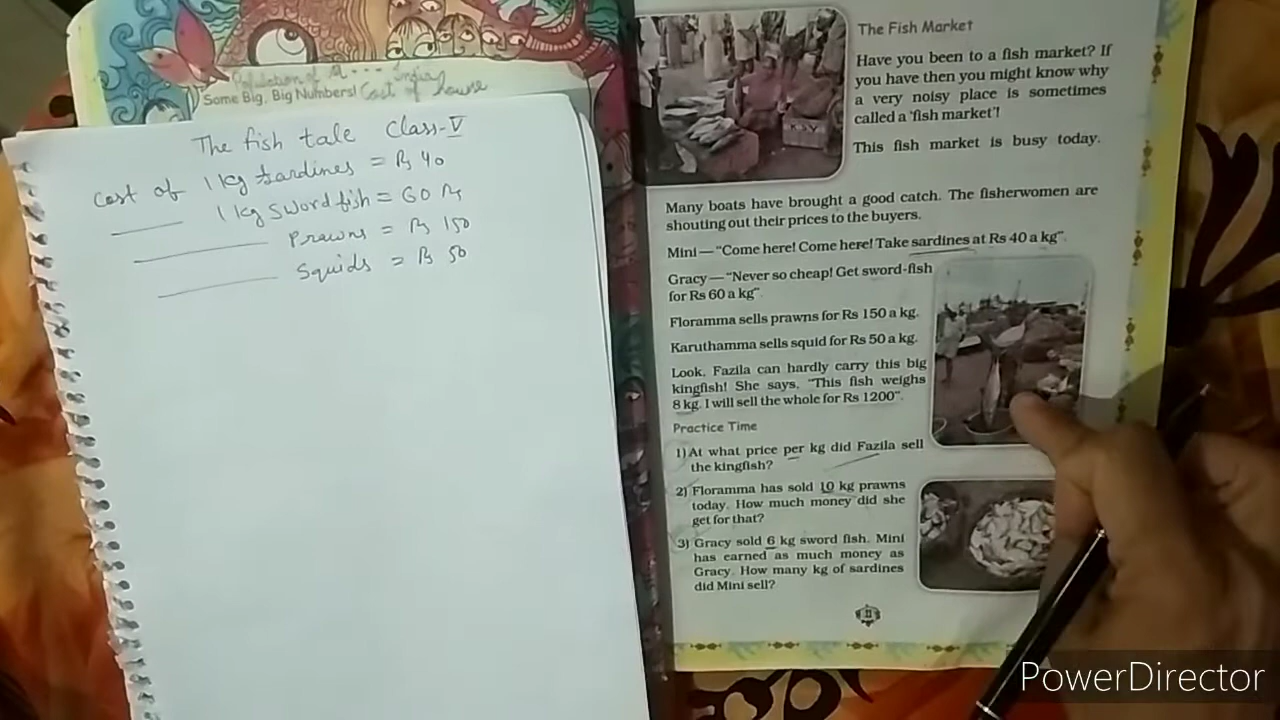 Population of India
Some Big, Big Numbers! Cost of house
The fish tale Class-V
Cost of 1 kg Sardines = Rs 40
1 kg Swordfish = 60 Rs
Prawns = Rs 150
Squids = Rs 50
The Fish Market
Have you been to a fish market? If
you have then you might know why
a very noisy place is sometimes
called a 'fish market'!
This fish market is busy today.
Many boats have brought a good catch. The fisherwomen are
shouting out their prices to the buyers.
Mini — "Come here! Come here! Take sardines at Rs 40 a kg".
Gracy — "Never so cheap! Get sword-fish
for Rs 60 a kg".
Floramma sells prawns for Rs 150 a kg.
Karuthamma sells squid for Rs 50 a kg.
Look, Fazila can hardly carry this big
kingfish! She says, "This fish weighs
8 kg. I will sell the whole for Rs 1200".
Practice Time
1) At what price per kg did Fazila sell
the kingfish?
2) Floramma has sold 10 kg prawns
today. How much money did she
get for that?
3) Gracy sold 6 kg sword fish. Mini
has earned as much money as
Gracy. How many kg of sardines
did Mini sell?
11
PowerDirector